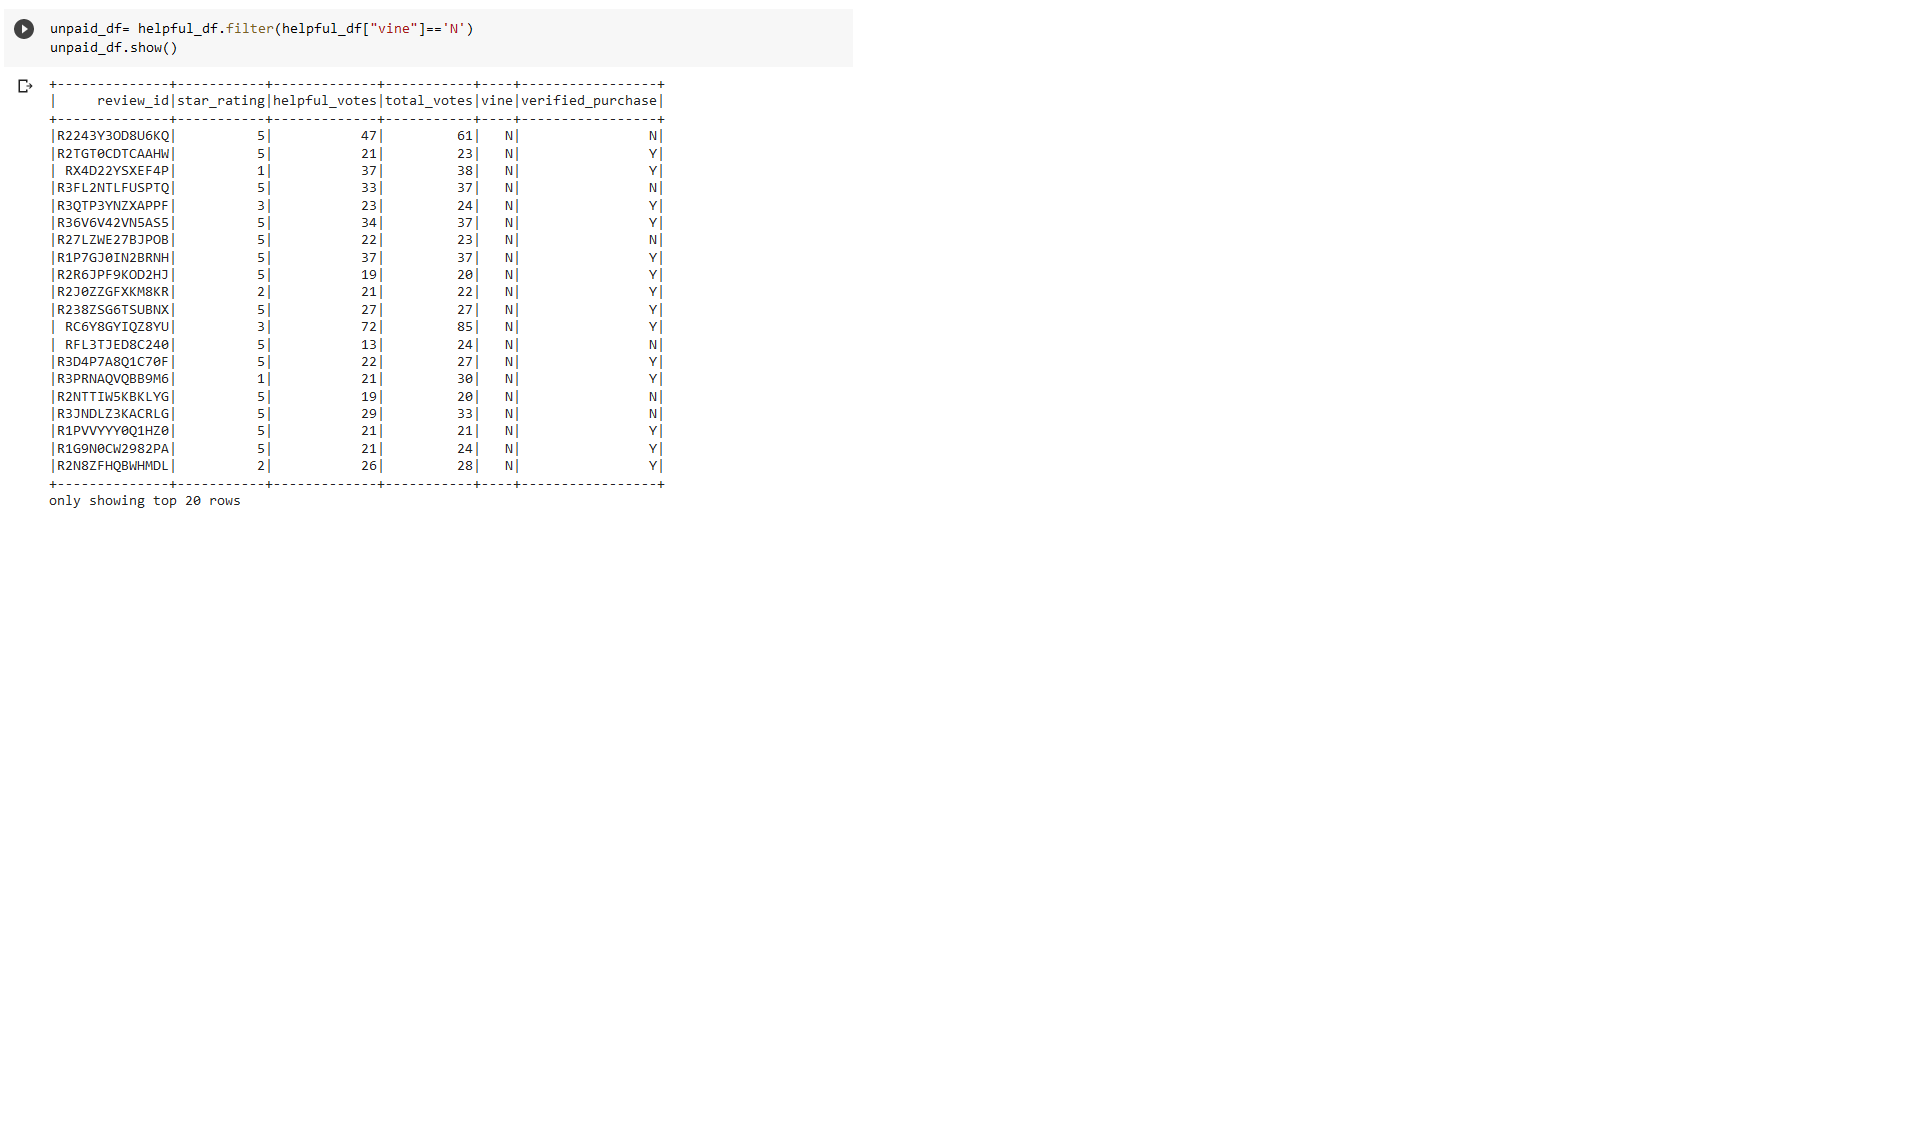 unpaid_df= helpful_df.filter(helpful_df["vine"]=='N')
unpaid_df.show()
+--------------+-----------+-------------+-----------+----+-----------------+
|     review_id|star_rating|helpful_votes|total_votes|vine|verified_purchase|
+--------------+-----------+-------------+-----------+----+-----------------+
|R2243Y3OD8U6KQ|          5|           47|         61|   N|                N|
|R2TGT0CDTCAAHW|          5|           21|         23|   N|                Y|
| RX4D22YSXEF4P|          1|           37|         38|   N|                Y|
|R3FL2NTLFUSPTQ|          5|           33|         37|   N|                N|
|R3QTP3YNZXAPPF|          3|           23|         24|   N|                Y|
|R36V6V42VN5AS5|          5|           34|         37|   N|                Y|
|R27LZWE27BJPOB|          5|           22|         23|   N|                N|
|R1P7GJ0IN2BRNH|          5|           37|         37|   N|                Y|
|R2R6JPF9KOD2HJ|          5|           19|         20|   N|                Y|
|R2J0ZZGFXKM8KR|          2|           21|         22|   N|                Y|
|R238ZSG6TSUBNX|          5|           27|         27|   N|                Y|
| RC6Y8GYIQZ8YU|          3|           72|         85|   N|                Y|
| RFL3TJED8C240|          5|           13|         24|   N|                N|
|R3D4P7A8Q1C70F|          5|           22|         27|   N|                Y|
|R3PRNAQVQBB9M6|          1|           21|         30|   N|                Y|
|R2NTTIW5KBKLYG|          5|           19|         20|   N|                N|
|R3JNDLZ3KACRLG|          5|           29|         33|   N|                N|
|R1PVVYYY0Q1HZ0|          5|           21|         21|   N|                Y|
|R1G9N0CW2982PA|          5|           21|         24|   N|                Y|
|R2N8ZFHQBWHMDL|          2|           26|         28|   N|                Y|
+--------------+-----------+-------------+-----------+----+-----------------+
only showing top 20 rows